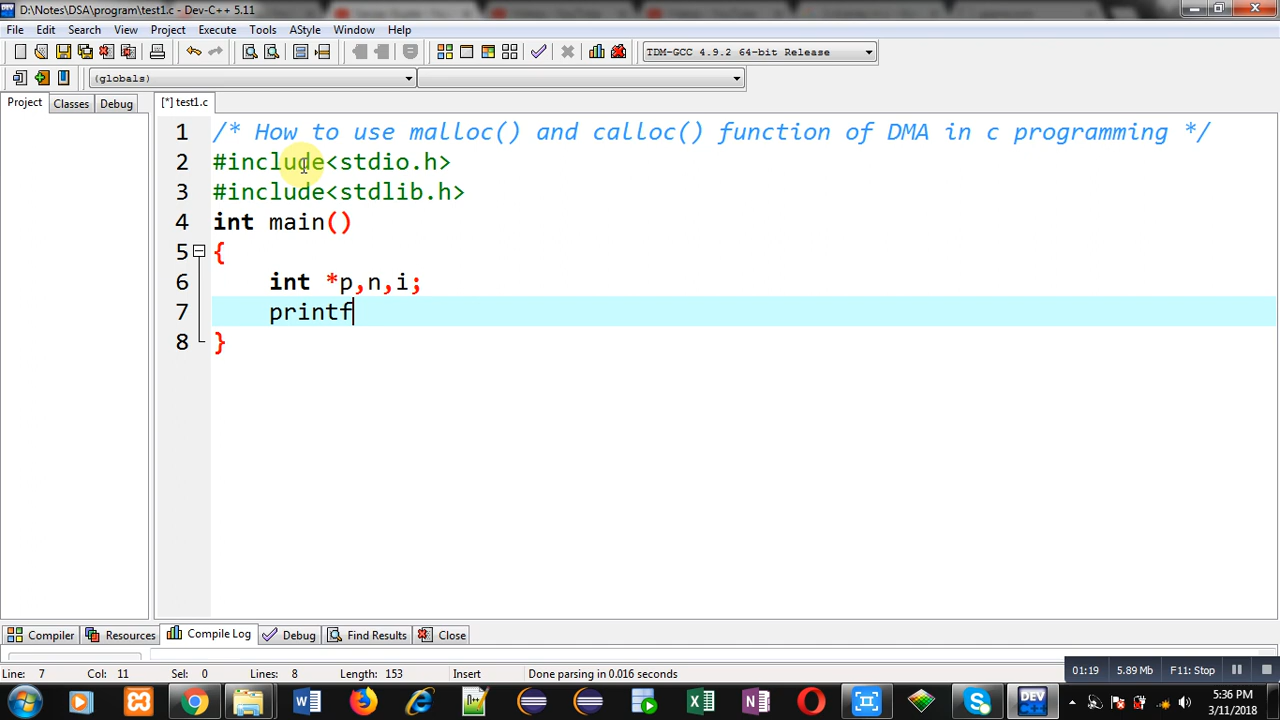 D:\Notes\DSA\program\test1.c - Dev-C++ 5.11
File Edit Search View Project Execute Tools AStyle Window Help
TDM-GCC 4.9.2 64-bit Release
(globals)
Project Classes Debug [*] test1.c
1 /* How to use malloc() and calloc() function of DMA in c programming */
2 #include<stdio.h>
3 #include<stdlib.h>
4 int main()
5 {
6 int *p,n,i;
7 printf
8 }
Compiler Resources Compile Log Debug Find Results Close
Line: 7 Col: 11 Sel: 0 Lines: 8 Length: 153 Insert Done parsing in 0.016 seconds
01:19 5.89 Mb F11: Stop
5:36 PM
3/11/2018